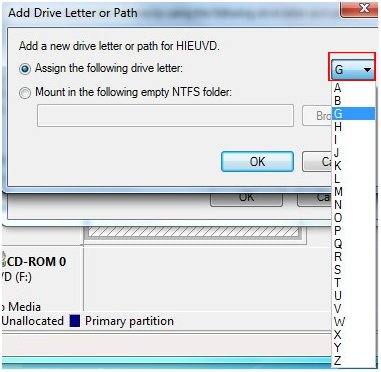 Add Drive Letter or Path
Add a new drive letter or path for HIEUVD.
Assign the following drive letter:
G
Mount in the following empty NTFS folder:
Bro
OK
Ca
A
B
G
H
I
J
K
L
M
N
O
P
Q
R
S
T
U
V
W
X
Y
Z
OK
Ca
CD-ROM 0
VD (F:)
o Media
Unallocated
Primary partition